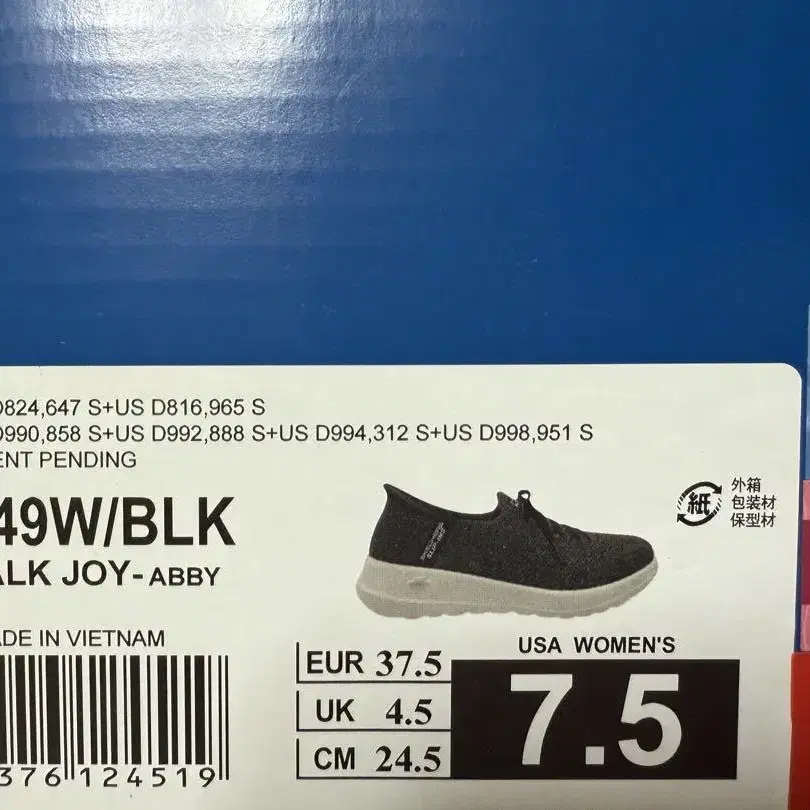 D824,647 S+US D816,965 S
D990,858 S+US D992,888 S+US D994,312 S+US D998,951 S
ENT PENDING
49W/BLK
ALK JOY-ABBY
ADE IN VIETNAM
376 124519
紙
外箱
包装材
保型材
EUR 37.5
UK 4.5
CM 24.5
USA WOMEN'S
7.5